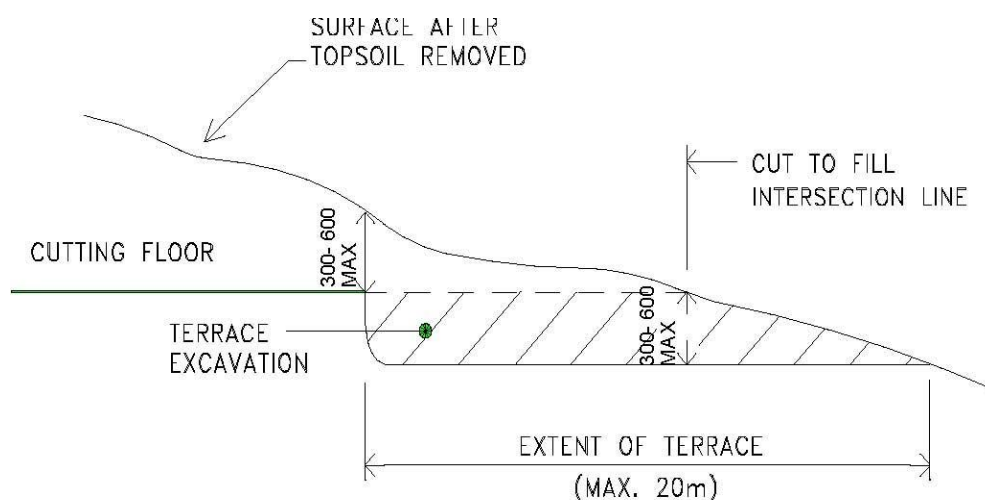 SURFACE AFTER
TOPSOIL REMOVED
CUT TO FILL
INTERSECTION LINE
CUTTING FLOOR
300- 600
MAX
300- 600
MAX
TERRACE
EXCAVATION
EXTENT OF TERRACE
(MAX. 20m)